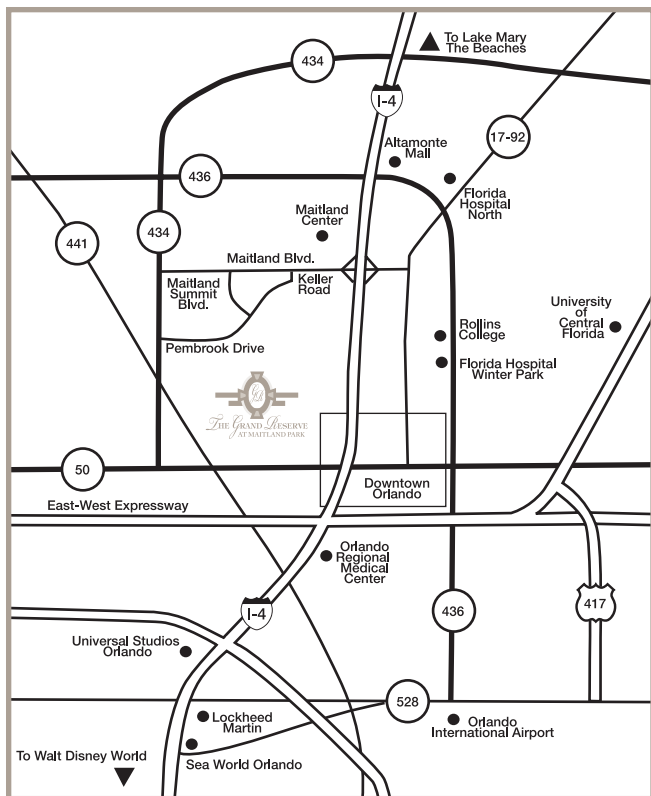 To Lake Mary
The Beaches
434
I-4
17-92
Altamonte
Mall
436
Florida
Hospital
North
Maitland
Center
434
441
Maitland Blvd.
Maitland
Summit
Blvd.
Keller
Road
University
of
Central
Florida
Rollins
College
Pembrook Drive
Florida Hospital
Winter Park
GR
THE GRAND RESERVE
AT MAITLAND PARK
50
Downtown
Orlando
East-West Expressway
Orlando
Regional
Medical
Center
I-4
436
417
Universal Studios
Orlando
528
Lockheed
Martin
Orlando
International Airport
To Walt Disney World
Sea World Orlando